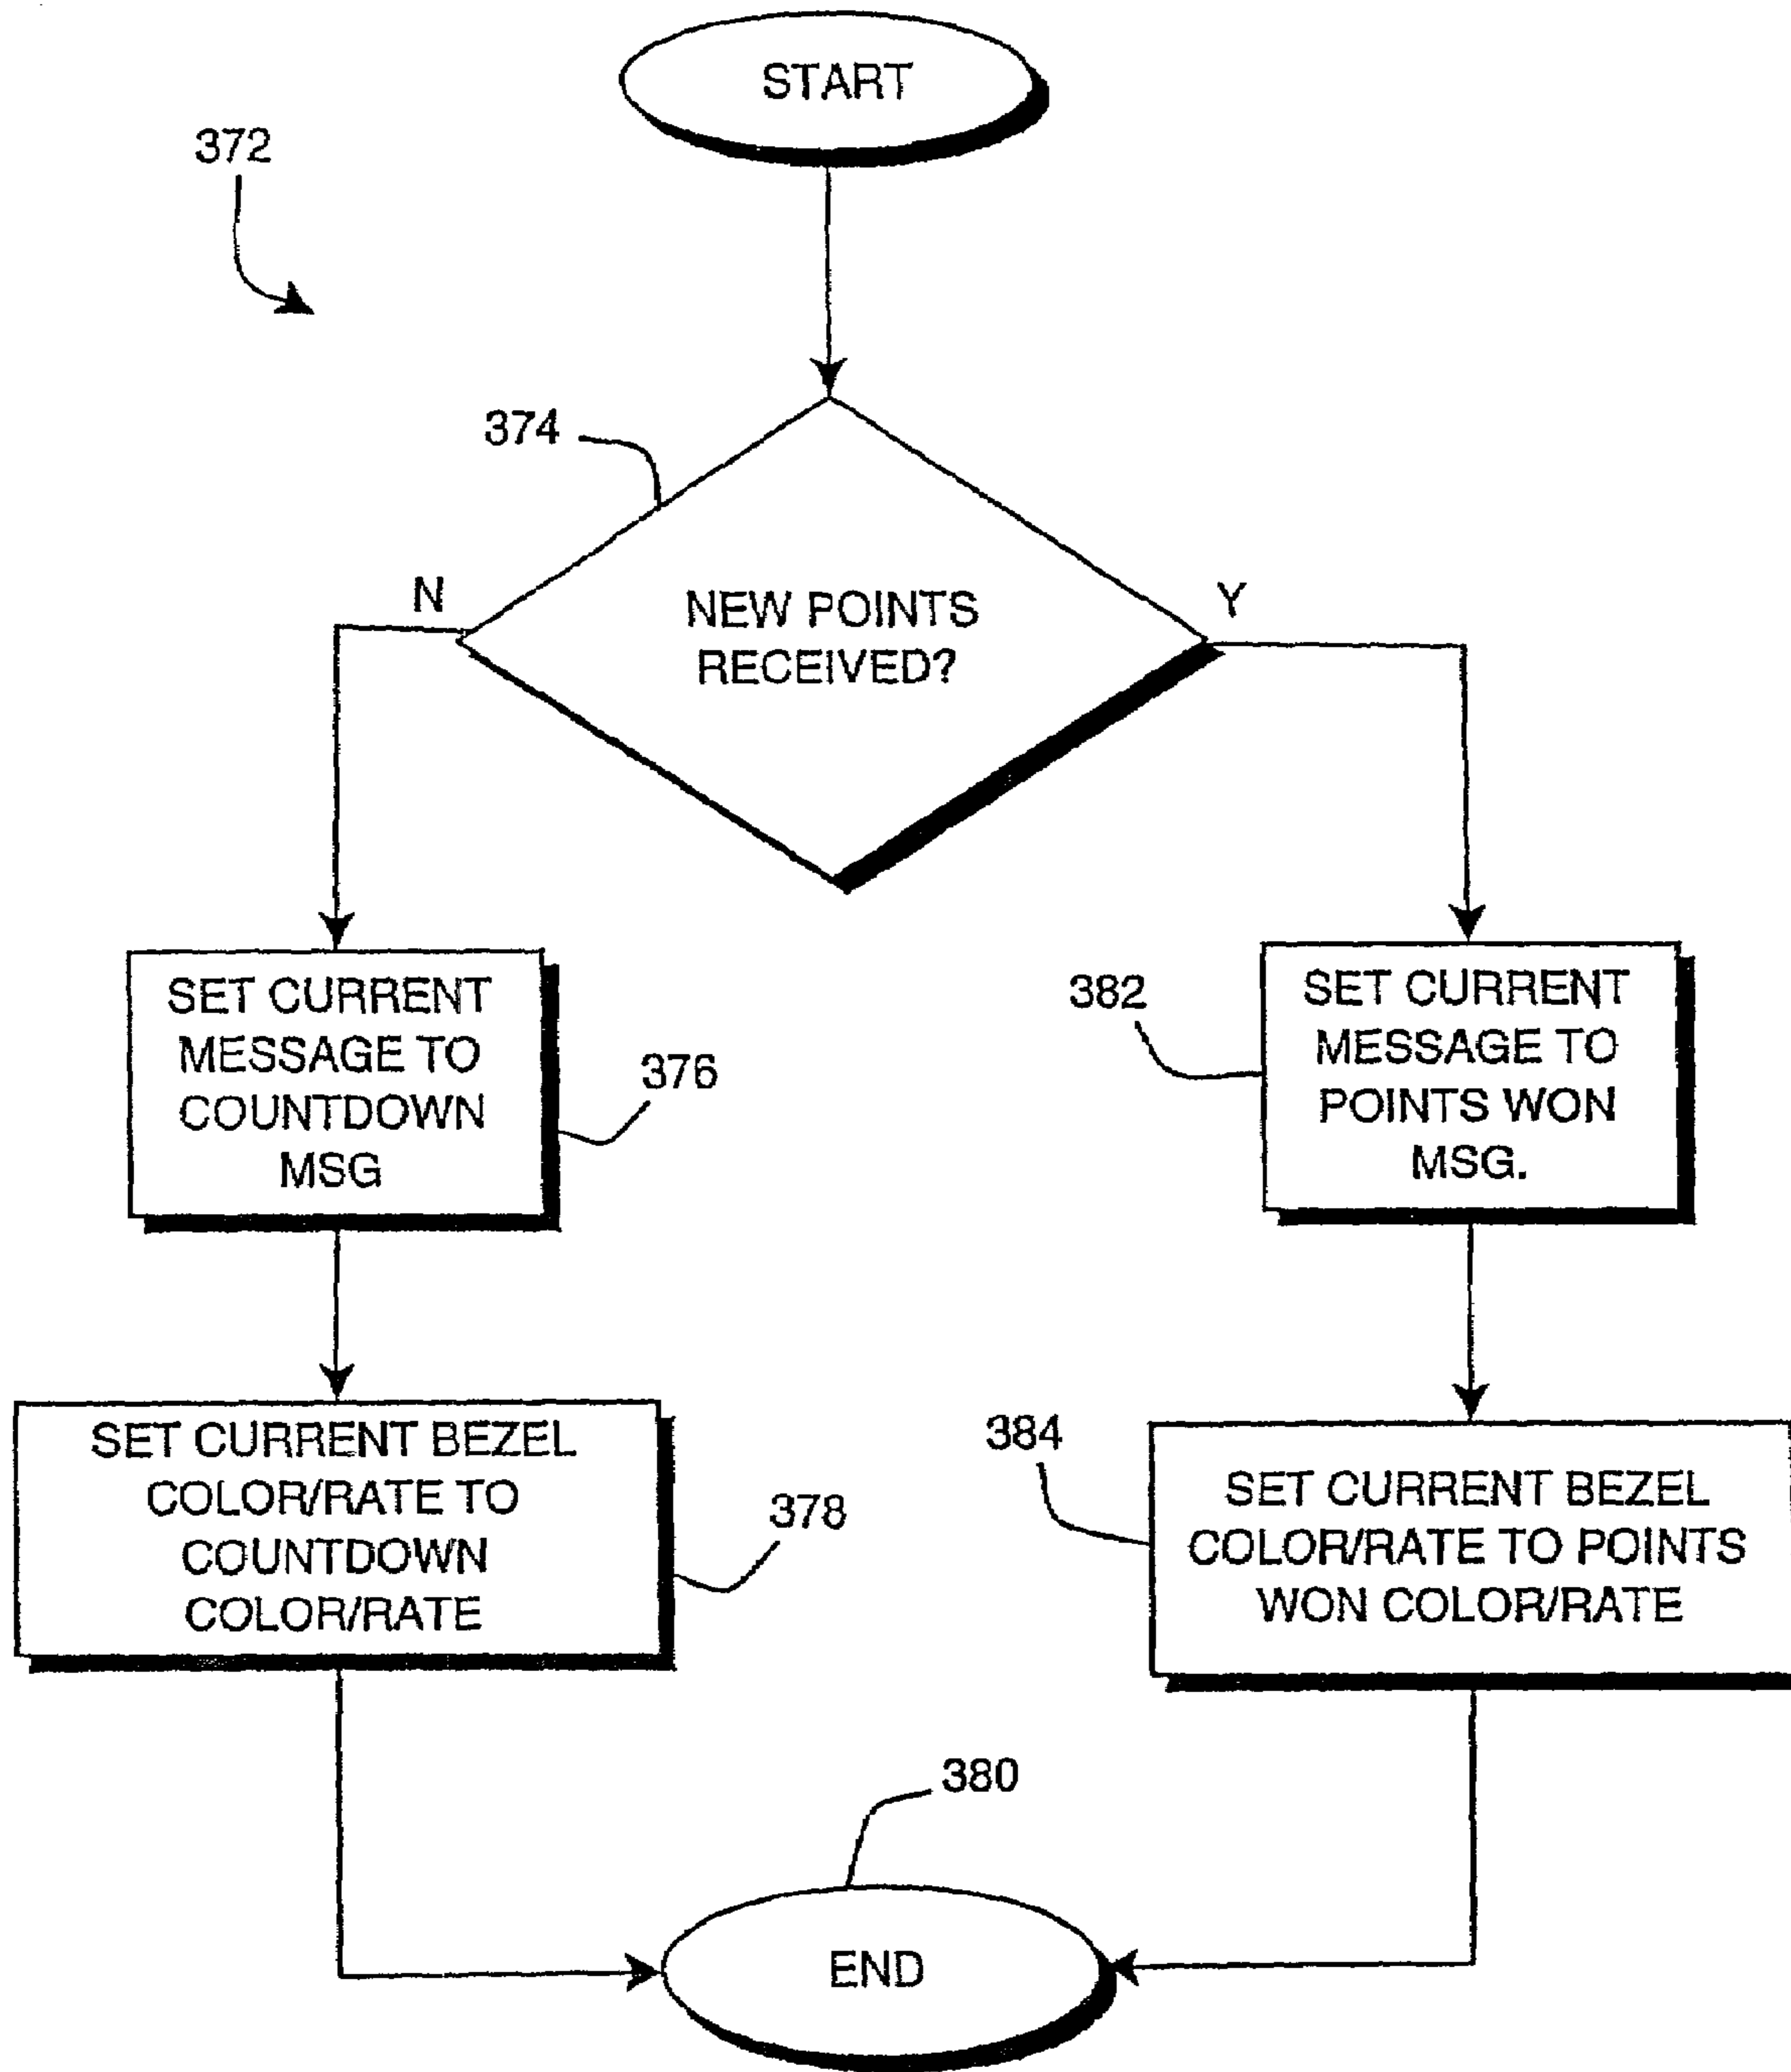 START
372
374
N
Y
NEW POINTS
RECEIVED?
SET CURRENT
MESSAGE TO
COUNTDOWN
MSG
376
382
SET CURRENT
MESSAGE TO
POINTS WON
MSG.
SET CURRENT BEZEL
COLOR/RATE TO
COUNTDOWN
COLOR/RATE
378
384
SET CURRENT BEZEL
COLOR/RATE TO POINTS
WON COLOR/RATE
380
END